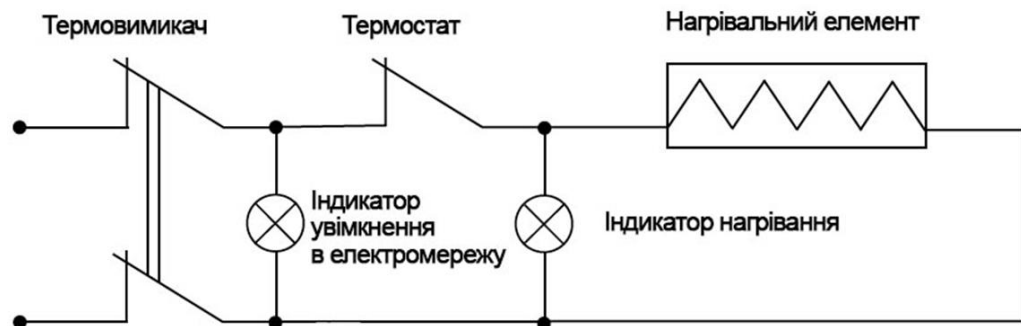 Термовимикач
Термостат
Нагрівальний елемент
Індикатор
увімкнення
в електромережу
Індикатор нагрівання